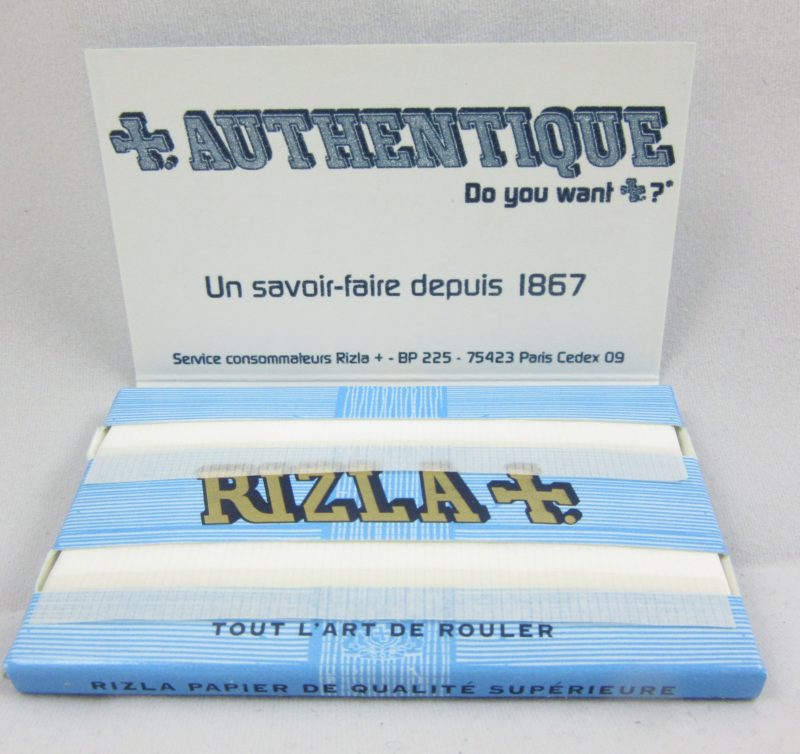 +. AUTHENTIQUE
Do you want +.?*
Un savoir-faire depuis 1867
Service consommateurs Rizla + - BP 225 - 75423 Paris Cedex 09
RIZLA +.
TOUT L'ART DE ROULER
RIZLA PAPIER DE QUALITÉ SUPÉRIEURE